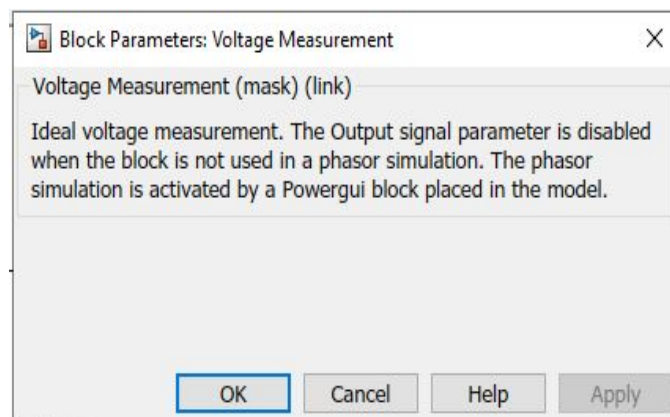 Block Parameters: Voltage Measurement
Voltage Measurement (mask) (link)
Ideal voltage measurement. The Output signal parameter is disabled
when the block is not used in a phasor simulation. The phasor
simulation is activated by a Powergui block placed in the model.
OK Cancel Help Apply